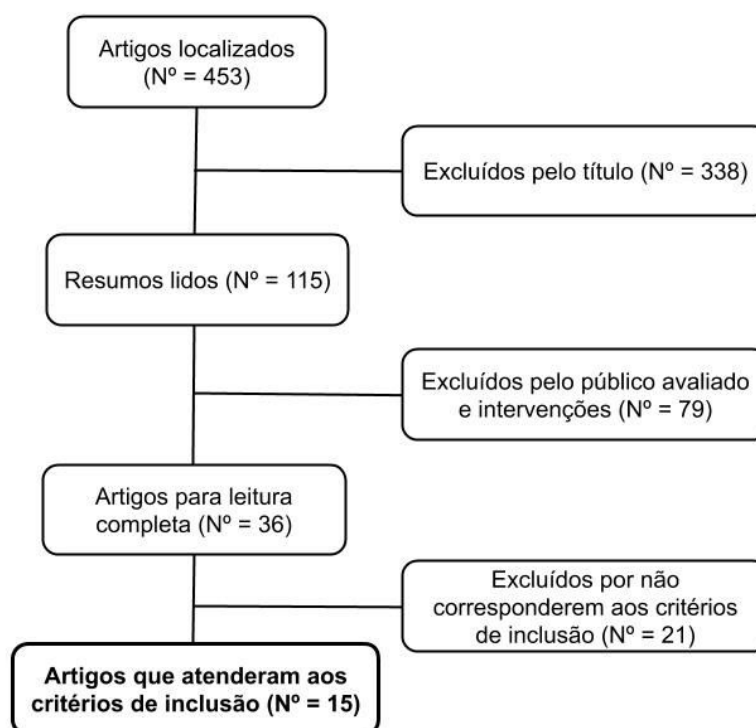 Artigos localizados
(Nº = 453)
Excluídos pelo título (Nº = 338)
Resumos lidos (Nº = 115)
Excluídos pelo público avaliado
e intervenções (Nº = 79)
Artigos para leitura
completa (Nº = 36)
Excluídos por não
corresponderem aos critérios
de inclusão (Nº = 21)
Artigos que atenderam aos
critérios de inclusão (Nº = 15)